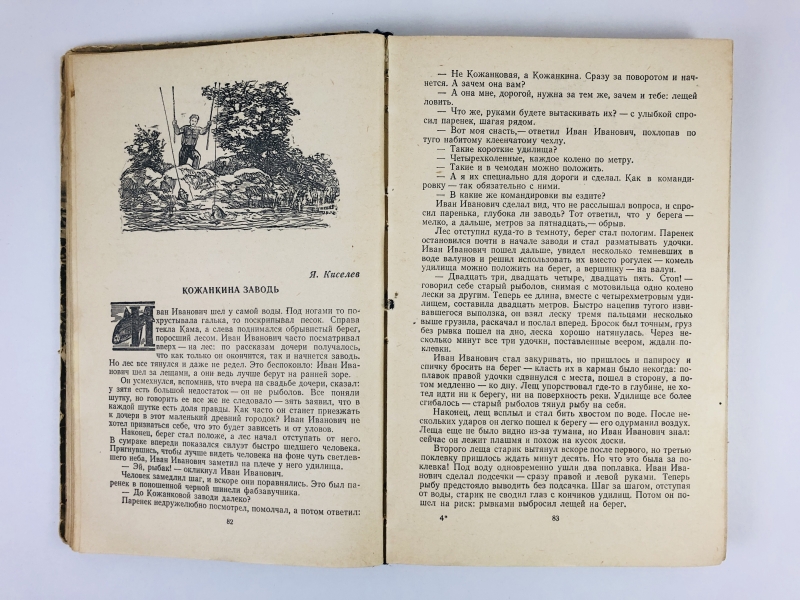 Я. Киселев
КОЖАНКИНА ЗАВОДЬ
Иван Иванович шел у самой воды. Под ногами то по-
хрустывала галька, то поскрипывал песок. Справа
текла Кама, а слева поднимался обрывистый берег,
поросший лесом. Иван Иванович часто посматривал
вверх — на лес: по рассказам дочери получалось,
что как только он окончится, так и начнется заводь.
Но лес все тянулся и даже не редел. Это беспокоило: Иван Ива-
нович шел за лещами, а они ведь лучше берут на ранней зоре.
Он усмехнулся, вспомнив, что вчера на свадьбе дочери, сказал:
у зятя есть большой недостаток — он не рыболов. Все поняли
шутку, но говорить ее все же не следовало — зять заявил, что в
каждой шутке есть доля правды. Как часто он станет приезжать
к дочери в этот маленький древний городок? Иван Иванович не
хотел признаться себе, что это будет зависеть и от уловов.
Наконец, берег стал положе, а лес начал отступать от него.
В сумраке впереди показался силуэт быстро шедшего человека.
Пригнувшись, чтобы лучше видеть человека на фоне чуть светлев-
шего неба, Иван Иванович заметил на плече у него удилища.
— Эй, рыбак! — окликнул Иван Иванович.
Человек замедлил шаг, и вскоре они поравнялись. Это был па-
ренек в поношенной черной шинели фабзавучника.
— До Кожанковой заводи далеко?
Паренек недружелюбно посмотрел, помолчал, а потом ответил:
82
— Не Кожанковая, а Кожанкина. Сразу за поворотом и нач-
нется. А зачем она вам?
— А она мне, дорогой, нужна за тем же, зачем и тебе: лещей
ловить.
— Что же, руками будете вытаскивать их? — с улыбкой спро-
сил паренек, шагая рядом.
— Вот моя снасть,— ответил Иван Иванович, похлопав по
туго набитому клеенчатому чехлу.
— Такие короткие удилища?
— Четырехколенные, каждое колено по метру.
— Такие и в чемодан можно положить.
— А я их специально для дороги и сделал. Как в команди-
ровку — так обязательно с ними.
— В какие же командировки вы ездите?
Иван Иванович сделал вид, что не расслышал вопроса, и спро-
сил паренька, глубока ли заводь? Тот ответил, что у берега —
мелко, а дальше, метров за пятнадцать,— обрыв.
Лес отступил куда-то в темноту, берег стал пологим. Паренек
остановился почти в начале заводи и стал разматывать удочки.
Иван Иванович пошел дальше, увидел несколько темневших в
воде валунов и решил использовать их вместо рогулек — комель
удилища можно положить на берег, а вершинку — на валун.
— Двадцать три, двадцать четыре, двадцать пять. Стоп! —
говорил себе старый рыболов, снимая с мотовильца одно колено
лески за другим. Теперь ее длина, вместе с четырехметровым уди-
лищем, составила двадцать метров. Быстро нацепив тугого изви-
вавшегося выползка, он взял леску тремя пальцами несколько
выше грузила, раскачал и послал вперед. Бросок был точным, груз
без рывка пошел на дно, леска хорошо натянулась. Через не-
сколько минут все три удочки, поставленные веером, ждали по-
клевки.
Иван Иванович стал закуривать, но пришлось и папиросу и
спичку бросить на берег — класть их в карман было некогда: по-
плавок правой удочки сдвинулся с места, пошел в сторону, а по-
том медленно — ко дну. Лещ упорствовал где-то в глубине, не хо-
тел идти ни к берегу, ни на поверхность реки. Удилище все более
сгибалось — старый рыболов тянул рыбу на себя.
Наконец, лещ всплыл и стал бить хвостом по воде. После не-
скольких ударов он легко пошел к берегу — его одурманил воздух.
Леща еще не было видно из-за тумана, но Иван Иванович знал:
сейчас он лежит плашмя и похож на кусок доски.
Второго леща старик вытянул вскоре после первого, но третью
поклевку пришлось ждать минут десять. Но что это была за по-
клевка! Под воду одновременно ушли два поплавка. Иван Ива-
нович сделал подсечки — сразу правой и левой руками. Теперь
рыбу предстояло выводить без подсачка. Шаг за шагом, отступая
от воды, старик не сводил глаз с кончиков удилищ. Потом он по-
шел на риск: рывками выбросил лещей на берег.
4*
83